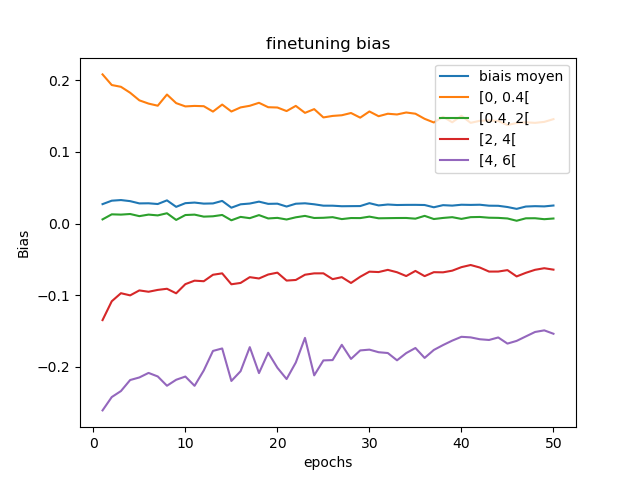 finetuning bias
biais moyen
[0, 0.4[
[0.4, 2[
[2, 4[
[4, 6[
0.2
0.1
0.0
−0.1
−0.2
Bias
0 10 20 30 40 50
epochs